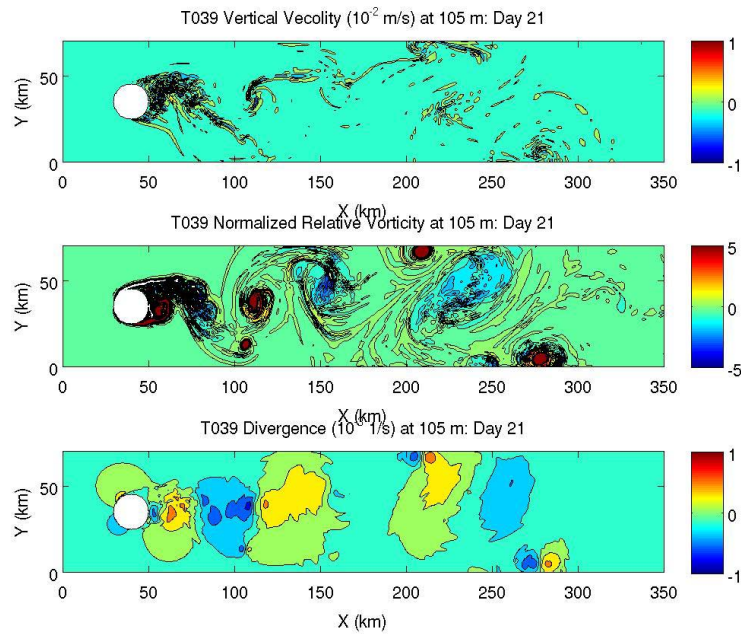 T039 Vertical Vecolity (10⁻² m/s) at 105 m: Day 21
Y (km)
50
0
0 50 100 150 200 250 300 350
1
0
-1
X (km)
T039 Normalized Relative Vorticity at 105 m: Day 21
Y (km)
50
0
0 50 100 150 200 250 300 350
5
0
-5
X (km)
T039 Divergence 1/s) at 105 m: Day 21
Y (km)
50
0
0 50 100 150 200 250 300 350
1
0
-1
X (km)